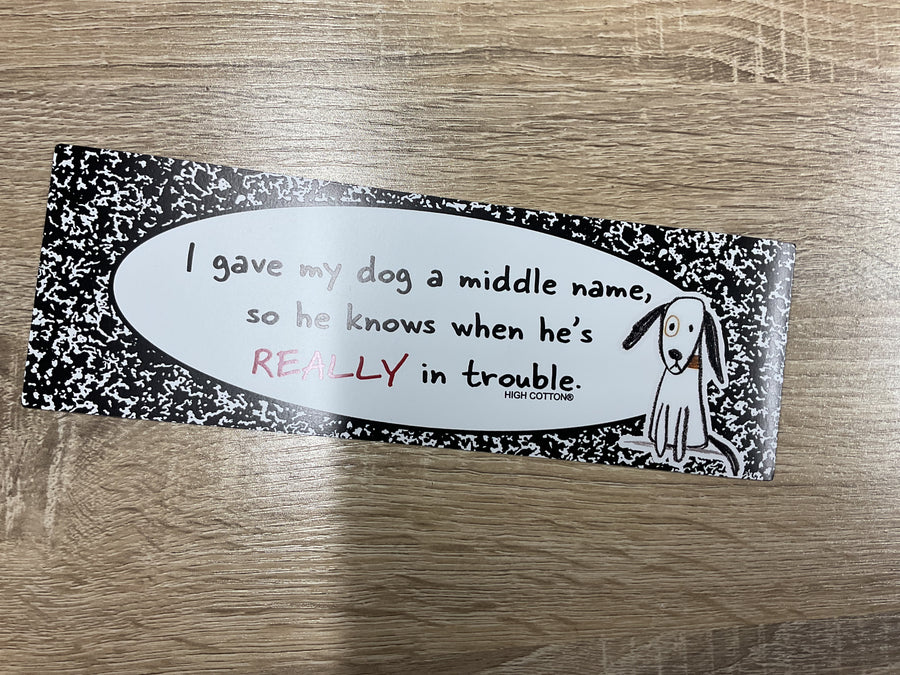 I gave my dog a middle name,
so he knows when he's
REALLY in trouble.
HIGH COTTON®